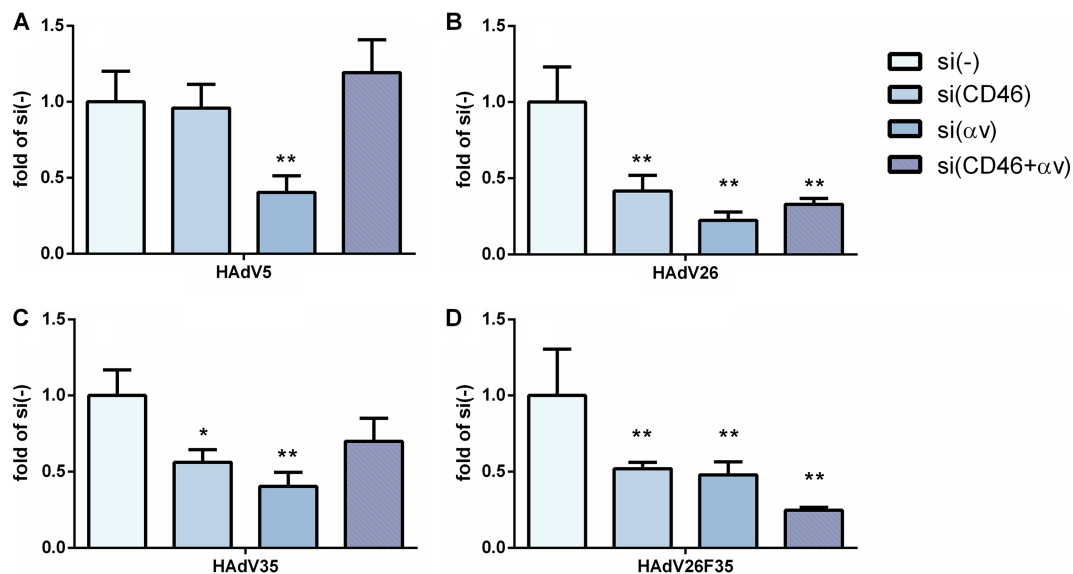 A
fold of si(-)
1.5
1.0
0.5
0.0
**
HAdV5
B
fold of si(-)
1.5
1.0
0.5
0.0
**
**
**
HAdV26
si(-)
si(CD46)
si(αv)
si(CD46+αv)
C
fold of si(-)
1.5
1.0
0.5
0.0
*
**
HAdV35
D
fold of si(-)
1.5
1.0
0.5
0.0
**
**
**
HAdV26F35